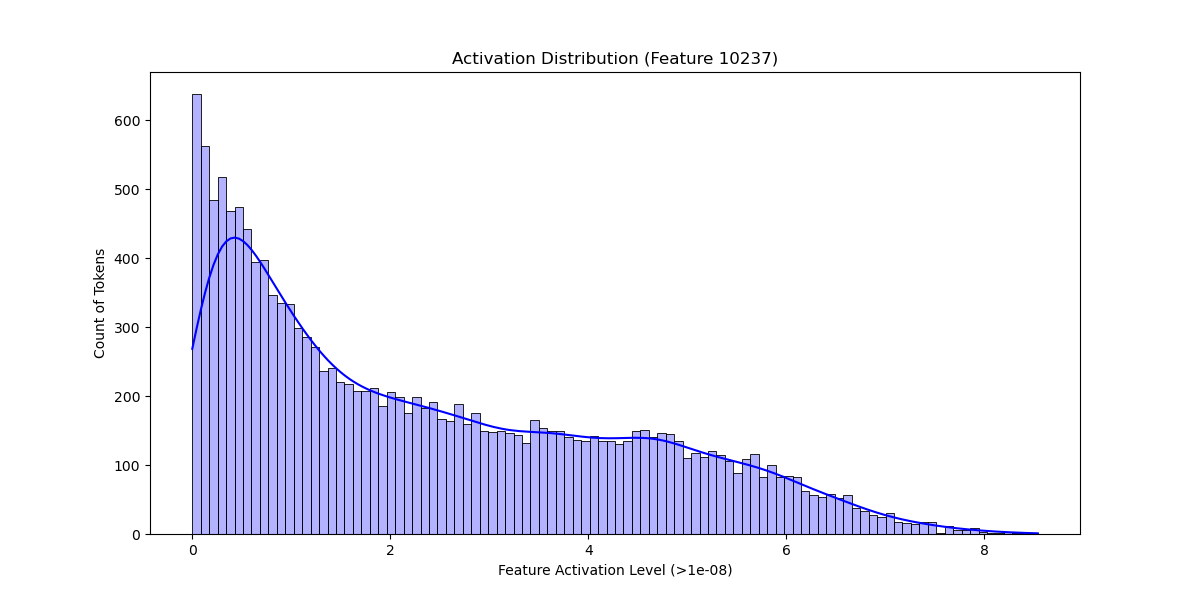 Activation Distribution (Feature 10237)
Count of Tokens
600
500
400
300
200
100
0
0 2 4 6 8
Feature Activation Level (>1e-08)